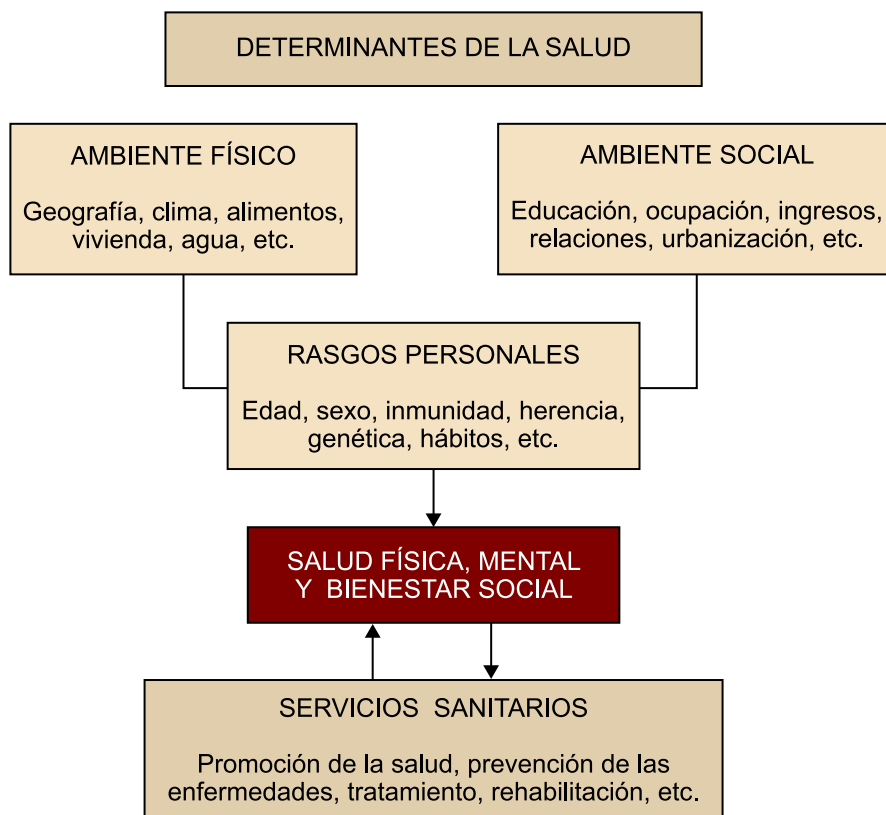 DETERMINANTES DE LA SALUD
AMBIENTE FÍSICO
Geografía, clima, alimentos,
vivienda, agua, etc.
AMBIENTE SOCIAL
Educación, ocupación, ingresos,
relaciones, urbanización, etc.
RASGOS PERSONALES
Edad, sexo, inmunidad, herencia,
genética, hábitos, etc.
SALUD FÍSICA, MENTAL
Y BIENESTAR SOCIAL
SERVICIOS SANITARIOS
Promoción de la salud, prevención de las
enfermedades, tratamiento, rehabilitación, etc.